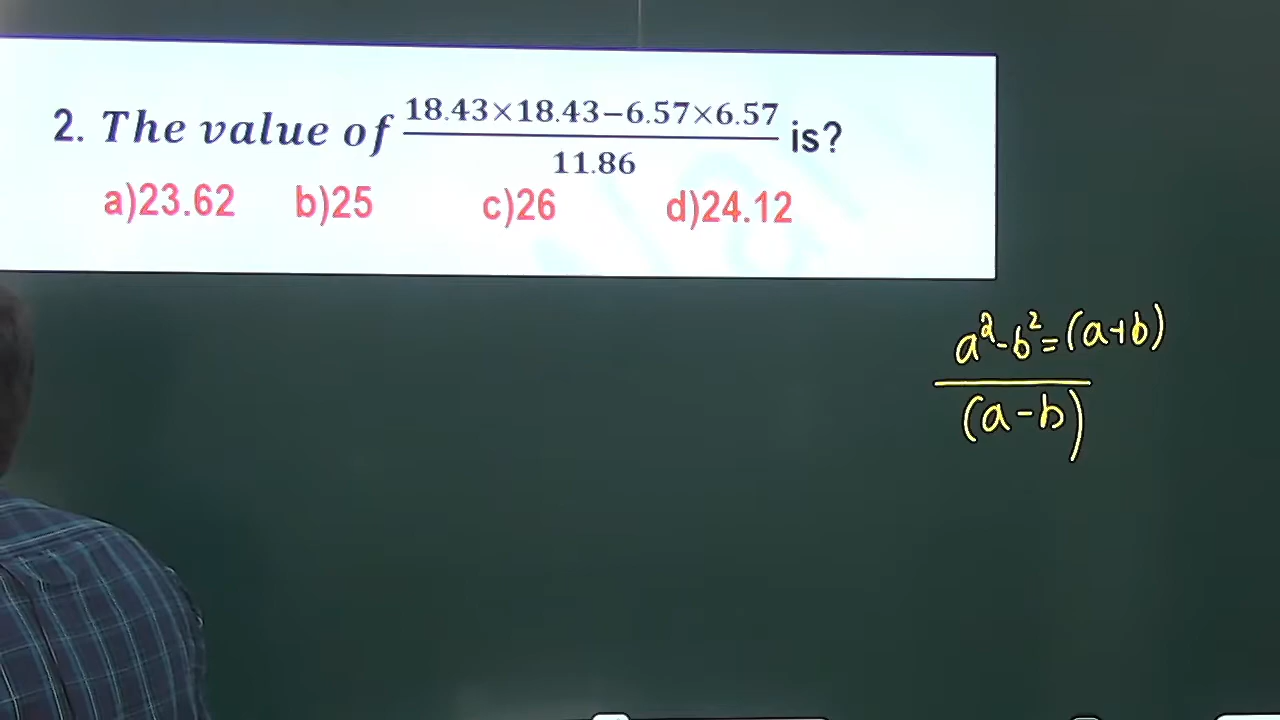 2. The value of 18.43×18.43−6.57×6.57 / 11.86 is?
a)23.62 b)25 c)26 d)24.12
a²-b²=(a+b)
(a-b)